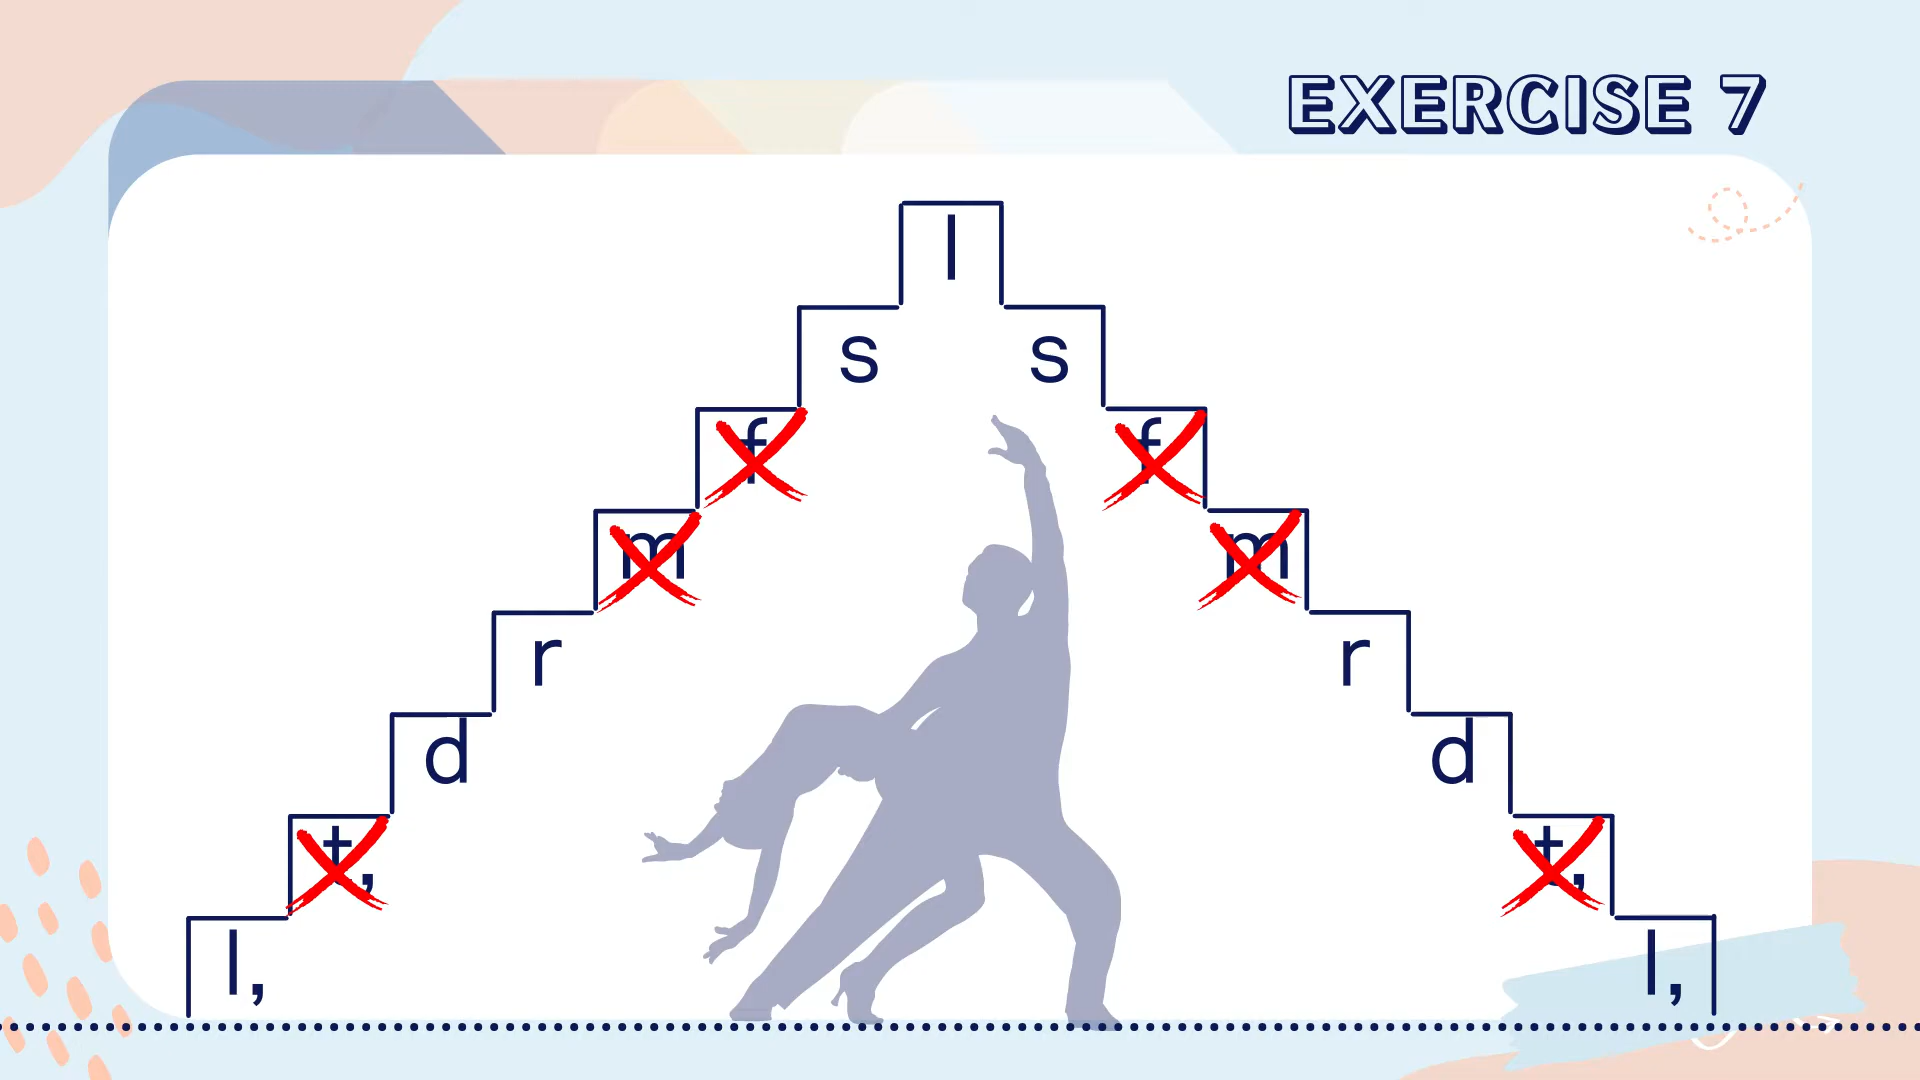 EXERCISE 7
l
s s
f f
m m
r r
d d
t, t,
l, l,